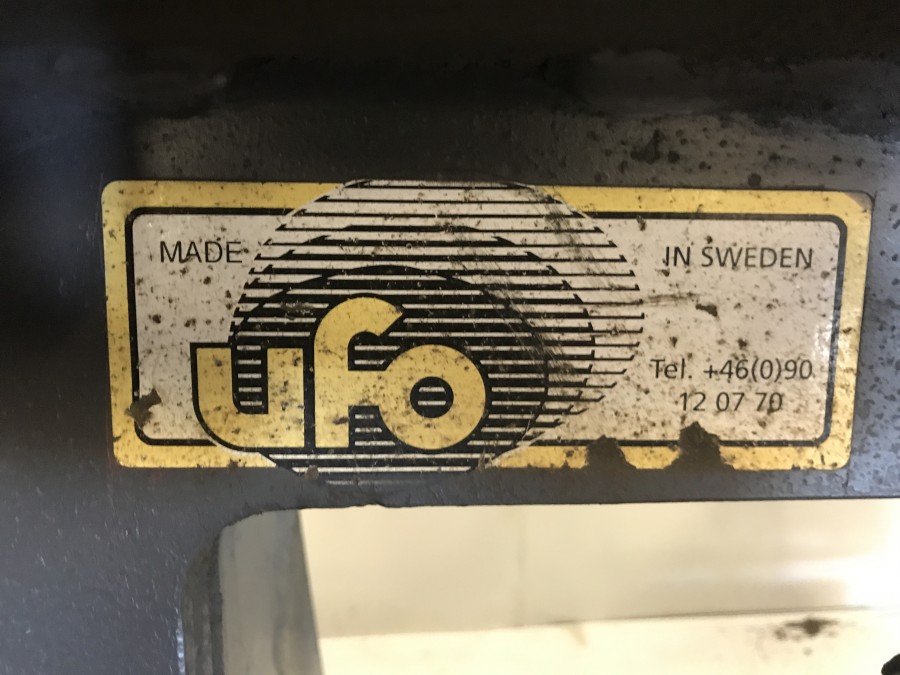 MADE IN SWEDEN
ufo
Tel. +46(0)90
12 07 70